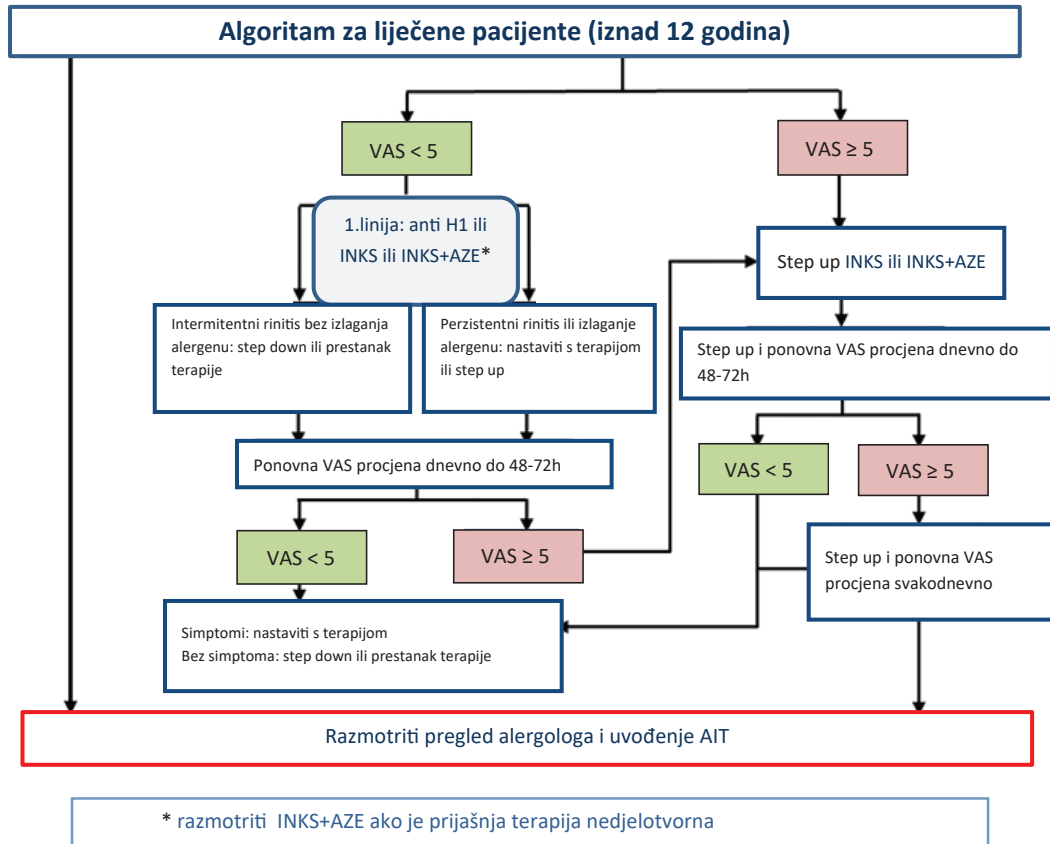 Algoritam za liječene pacijente (iznad 12 godina)
VAS < 5
VAS ≥ 5
1.linija: anti H1 ili
INKS ili INKS+AZE*
Step up INKS ili INKS+AZE
Intermitentni rinitis bez izlaganja
alergenu: step down ili prestanak
terapije
Perzistentni rinitis ili izlaganje
alergenu: nastaviti s terapijom
ili step up
Step up i ponovna VAS procjena dnevno do
48-72h
Ponovna VAS procjena dnevno do 48-72h
VAS < 5
VAS ≥ 5
VAS < 5
VAS ≥ 5
Step up i ponovna VAS
procjena svakodnevno
Simptomi: nastaviti s terapijom
Bez simptoma: step down ili prestanak terapije
Razmotriti pregled alergologa i uvođenje AIT
* razmotriti INKS+AZE ako je prijašnja terapija nedjelotvorna